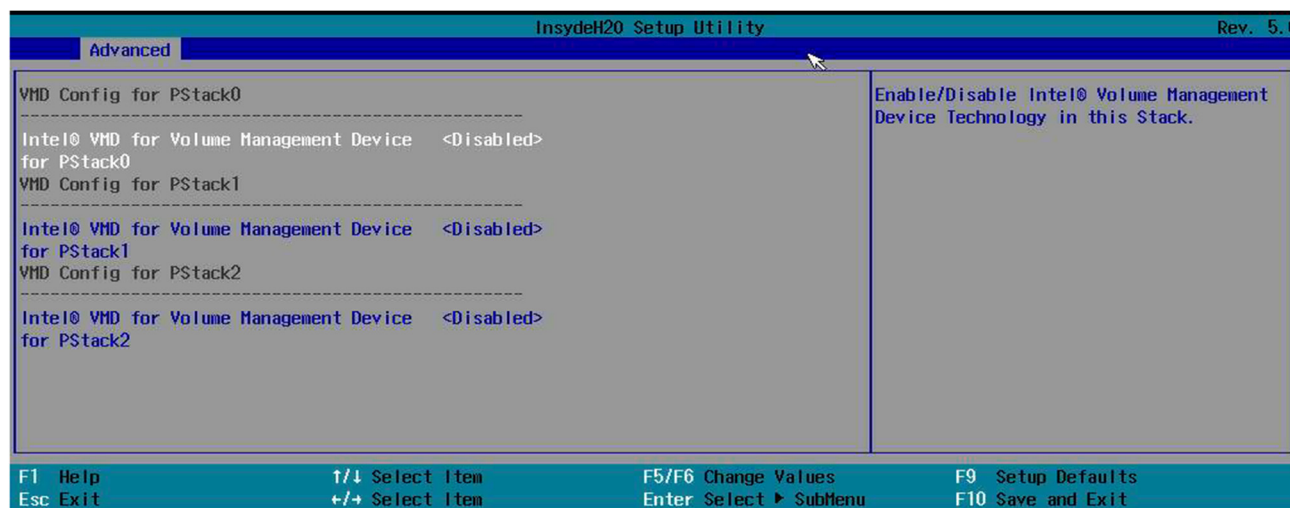 InsydeH20 Setup Utility Rev. 5.
Advanced
VMD Config for PStack0
--------------------------------------------------
Intel® VMD for Volume Management Device <Disabled>
for PStack0
VMD Config for PStack1
--------------------------------------------------
Intel® VMD for Volume Management Device <Disabled>
for PStack1
VMD Config for PStack2
--------------------------------------------------
Intel® VMD for Volume Management Device <Disabled>
for PStack2
Enable/Disable Intel® Volume Management
Device Technology in this Stack.
F1 Help ↑/↓ Select Item F5/F6 Change Values F9 Setup Defaults
Esc Exit ←/→ Select Item Enter Select ▶ SubMenu F10 Save and Exit